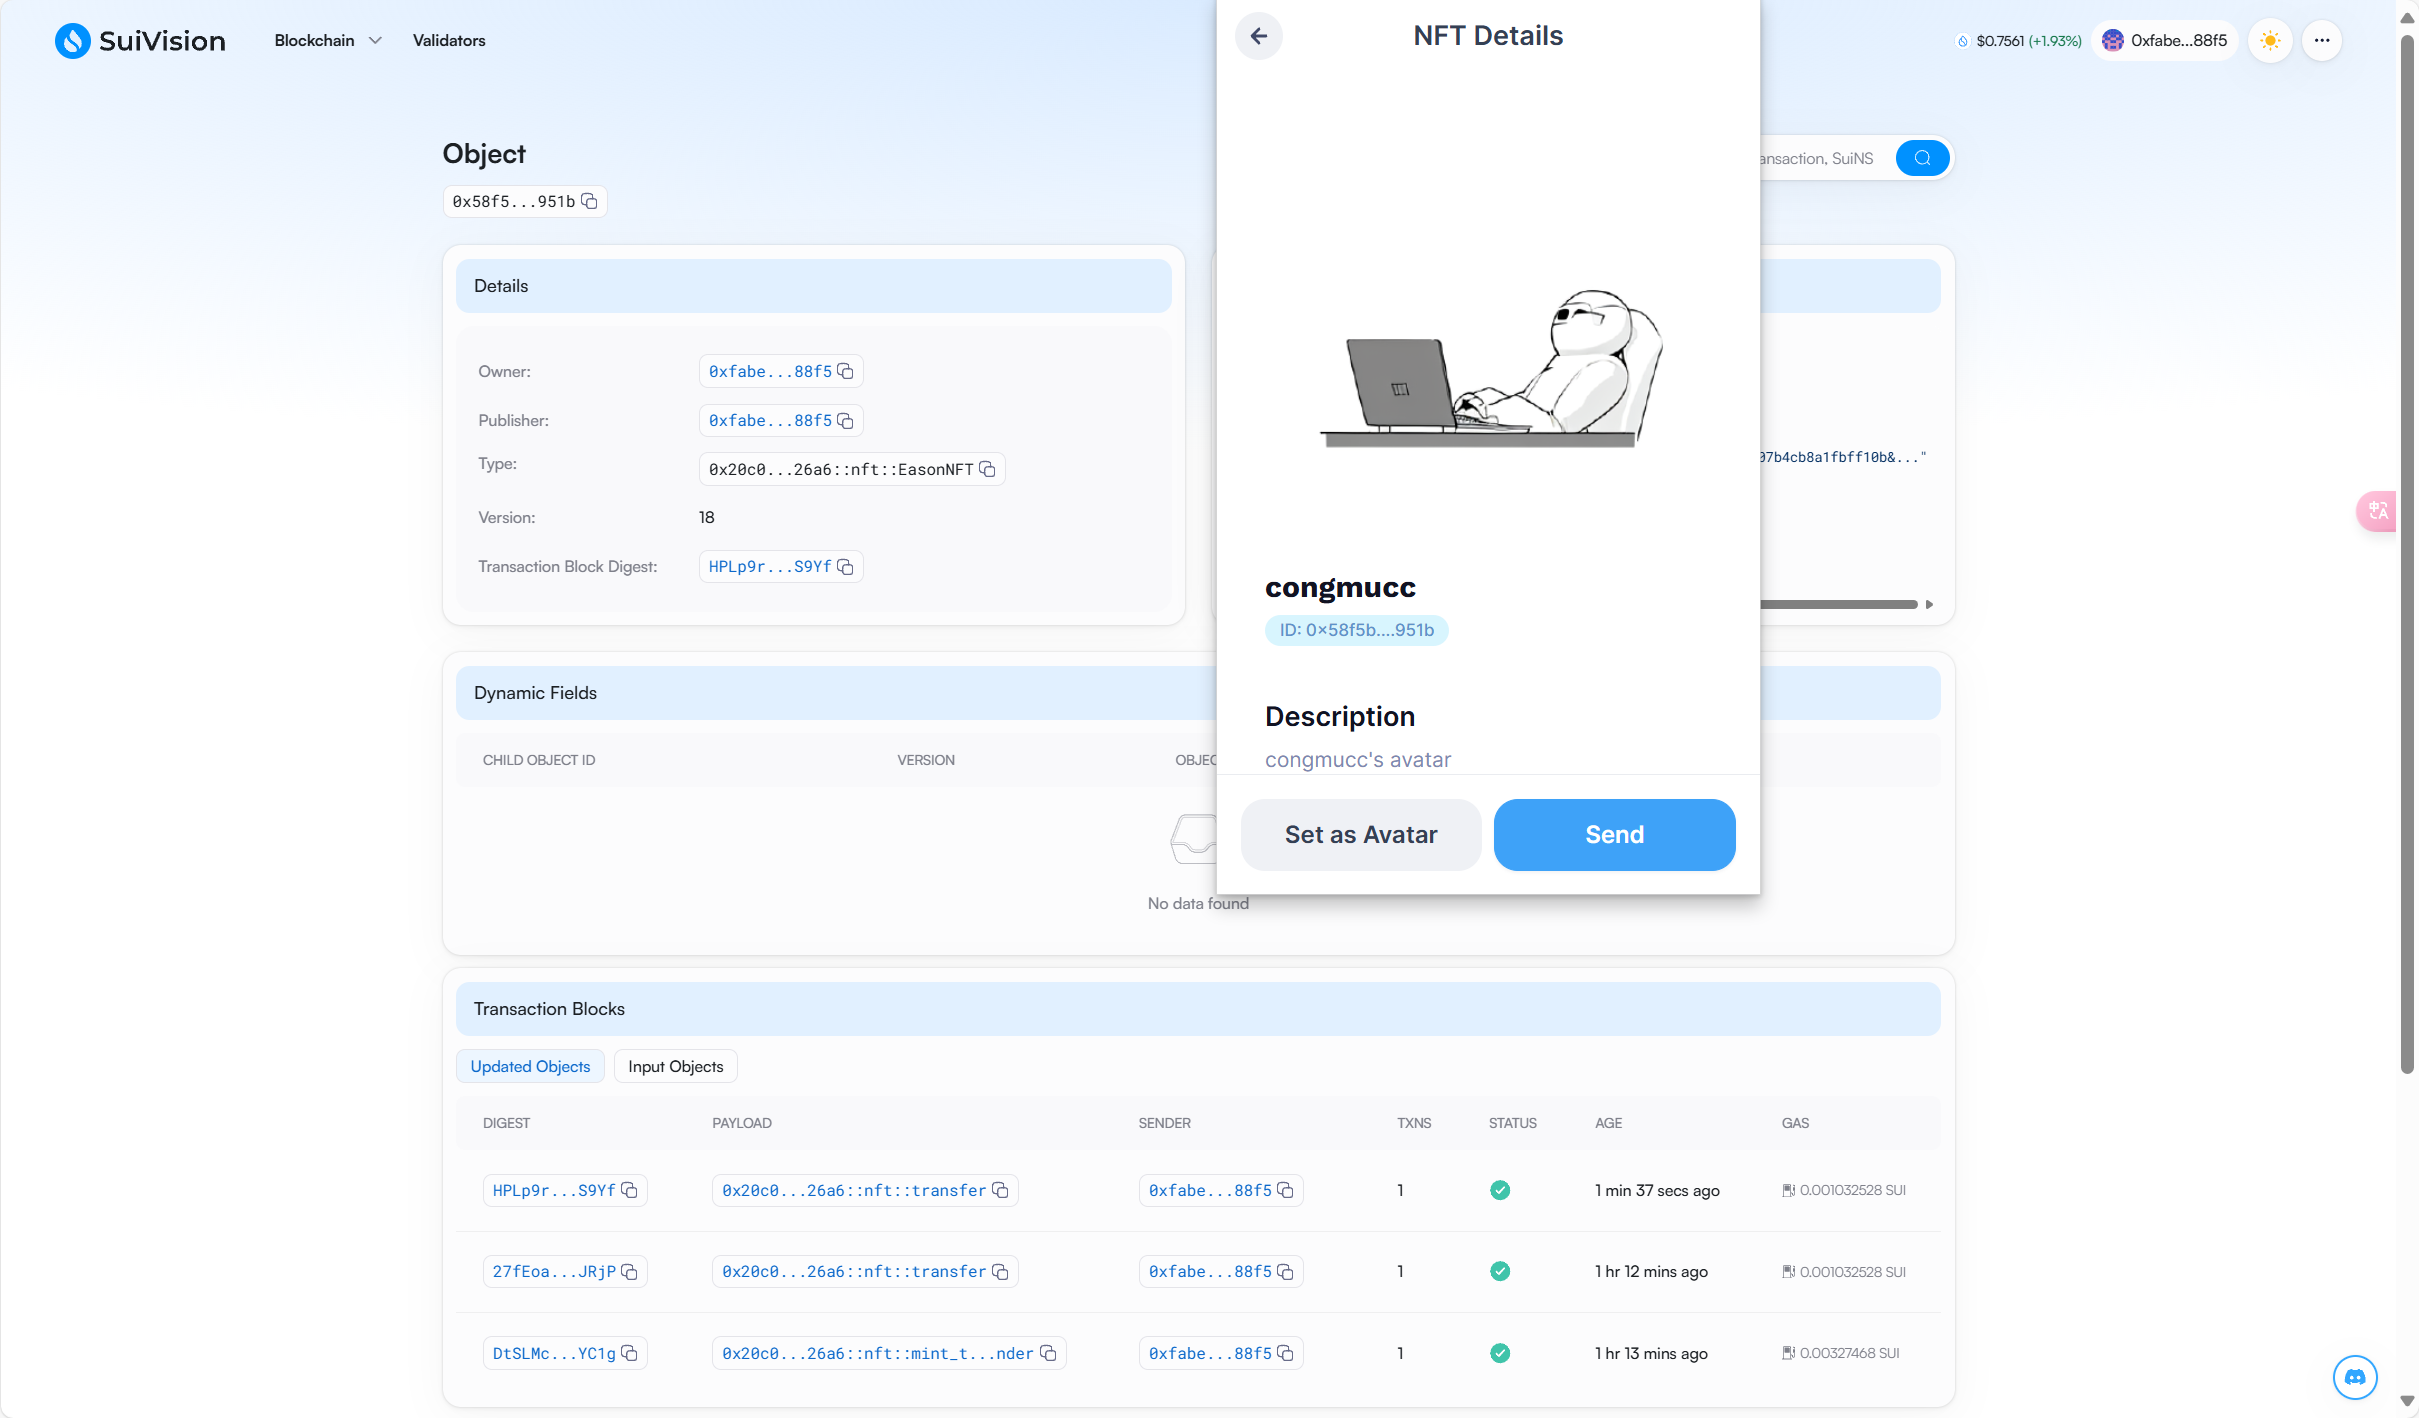 SuiVision
Blockchain
Validators
$0.7561 (+1.93%)
0xfabe...88f5
Object
0x58f5...951b
ansaction, SuiNS
Details
Owner:
0xfabe...88f5
Publisher:
0xfabe...88f5
Type:
0x20c0...26a6::nft::EasonNFT
Version:
18
Transaction Block Digest:
HPLp9r...S9Yf
07b4cb8a1fbff10b&..."
NFT Details
congmucc
ID: 0x58f5b....951b
Description
congmucc's avatar
Set as Avatar
Send
Dynamic Fields
CHILD OBJECT ID VERSION OBJEC
No data found
Transaction Blocks
Updated Objects Input Objects
DIGEST PAYLOAD SENDER TXNS STATUS AGE GAS
HPLp9r...S9Yf 0x20c0...26a6::nft::transfer 0xfabe...88f5 1 1 min 37 secs ago 0.001032528 SUI
27fEoa...JRjP 0x20c0...26a6::nft::transfer 0xfabe...88f5 1 1 hr 12 mins ago 0.001032528 SUI
DtSLMc...YC1g 0x20c0...26a6::nft::mint_t...nder 0xfabe...88f5 1 1 hr 13 mins ago 0.00327468 SUI
中A